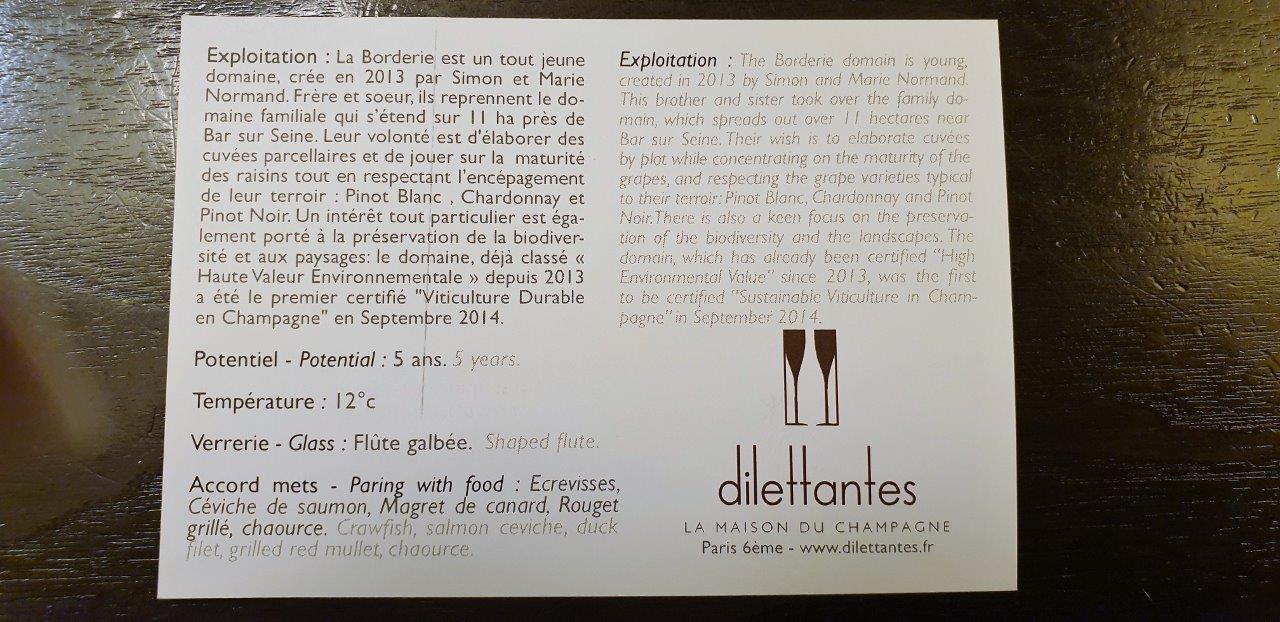 Exploitation : La Borderie est un tout jeune
domaine, crée en 2013 par Simon et Marie
Normand. Frère et soeur, ils reprennent le do-
maine familiale qui s'étend sur 11 ha près de
Bar sur Seine. Leur volonté est d'élaborer des
cuvées parcellaires et de jouer sur la maturité
des raisins tout en respectant l'encépagement
de leur terroir : Pinot Blanc , Chardonnay et
Pinot Noir. Un intérêt tout particulier est éga-
lement porté à la préservation de la biodiver-
sité et aux paysages: le domaine, déjà classé «
Haute Valeur Environnementale » depuis 2013
a été le premier certifié "Viticulture Durable
en Champagne" en Septembre 2014.
Potentiel - Potential : 5 ans. 5 years.
Température : 12°c
Verrerie - Glass : Flûte galbée. Shaped flute.
Accord mets - Paring with food : Ecrevisses,
Céviche de saumon, Magret de canard, Rouget
grillé, chaource. Crawfish, salmon ceviche, duck
filet, grilled red mullet, chaource.
Exploitation : The Borderie domain is young,
created in 2013 by Simon and Marie Normand.
This brother and sister took over the family do-
main, which spreads out over 11 hectares near
Bar sur Seine. Their wish is to elaborate cuvées
by plot while concentrating on the maturity of the
grapes, and respecting the grape varieties typical
to their terroir: Pinot Blanc, Chardonnay and Pinot
Noir. There is also a keen focus on the preserva-
tion of the biodiversity and the landscapes. The
domain, which has already been certified "High
Environmental Value" since 2013, was the first
to be certified "Sustainable Viticulture in Cham-
pagne" in September 2014.
dilettantes
LA MAISON DU CHAMPAGNE
Paris 6ème - www.dilettantes.fr